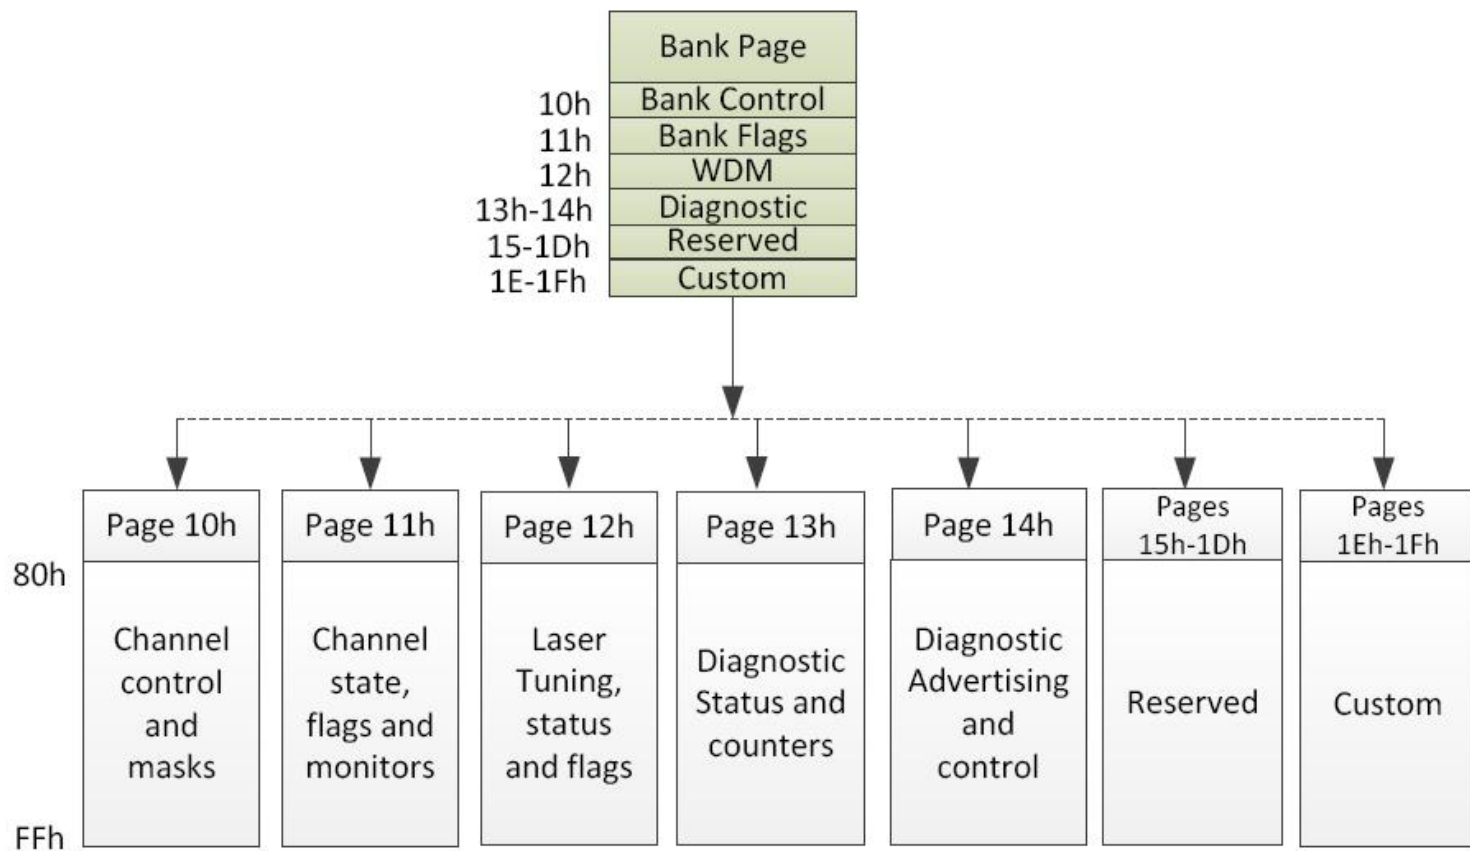 Bank Page
10h Bank Control
11h Bank Flags
12h WDM
13h-14h Diagnostic
15-1Dh Reserved
1E-1Fh Custom
Page 10h
Page 11h
Page 12h
Page 13h
Page 14h
Pages
15h-1Dh
Pages
1Eh-1Fh
80h
FFh
Channel
control
and
masks
Channel
state,
flags and
monitors
Laser
Tuning,
status
and flags
Diagnostic
Status and
counters
Diagnostic
Advertising
and
control
Reserved
Custom